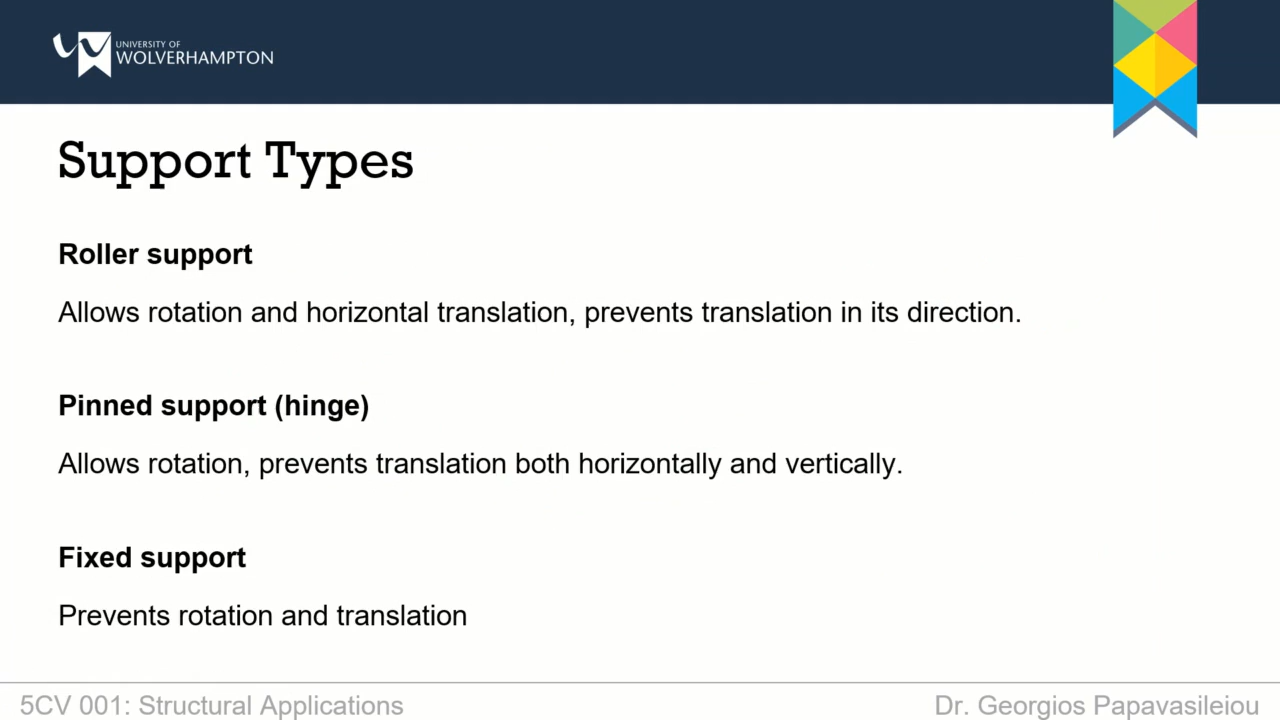 UNIVERSITY OF
WOLVERHAMPTON
Support Types
Roller support
Allows rotation and horizontal translation, prevents translation in its direction.
Pinned support (hinge)
Allows rotation, prevents translation both horizontally and vertically.
Fixed support
Prevents rotation and translation
5CV 001: Structural Applications
Dr. Georgios Papavasileiou